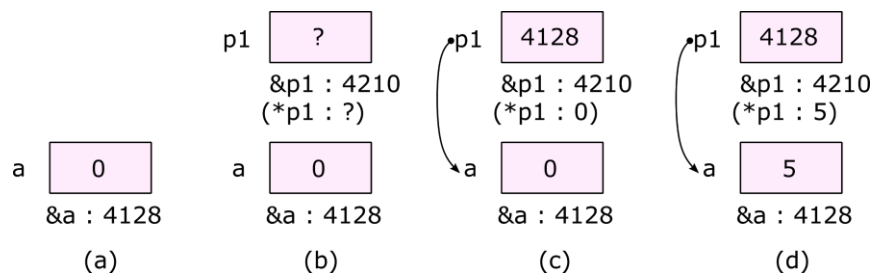 p1 ? p1 4128 p1 4128
&p1 : 4210 &p1 : 4210 &p1 : 4210
(*p1 : ?) (*p1 : 0) (*p1 : 5)
a 0 a 0 a 0 a 5
&a : 4128 &a : 4128 &a : 4128 &a : 4128
(a) (b) (c) (d)